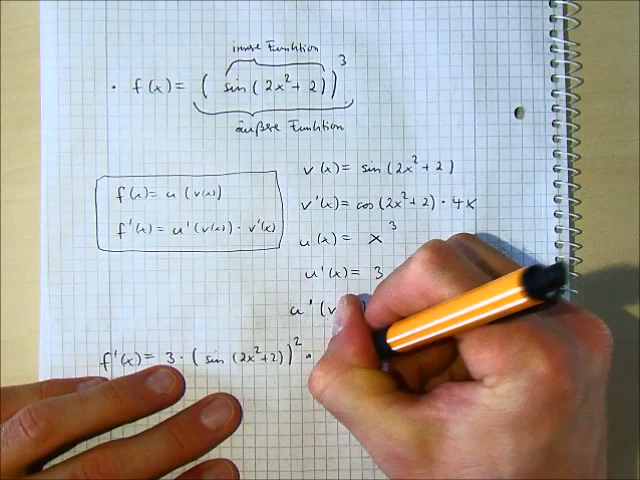 innere Funktion
· f(x) = ( sin(2x²+2) )³
äußere Funktion
f(x) = u (v(x))
f'(x) = u'(v(x)) · v'(x)
v(x) = sin(2x²+2)
v'(x) = cos(2x²+2) · 4x
u(x) = x³
u'(x) = 3
u'(v
f'(x) = 3 · (sin(2x²+2))² ·